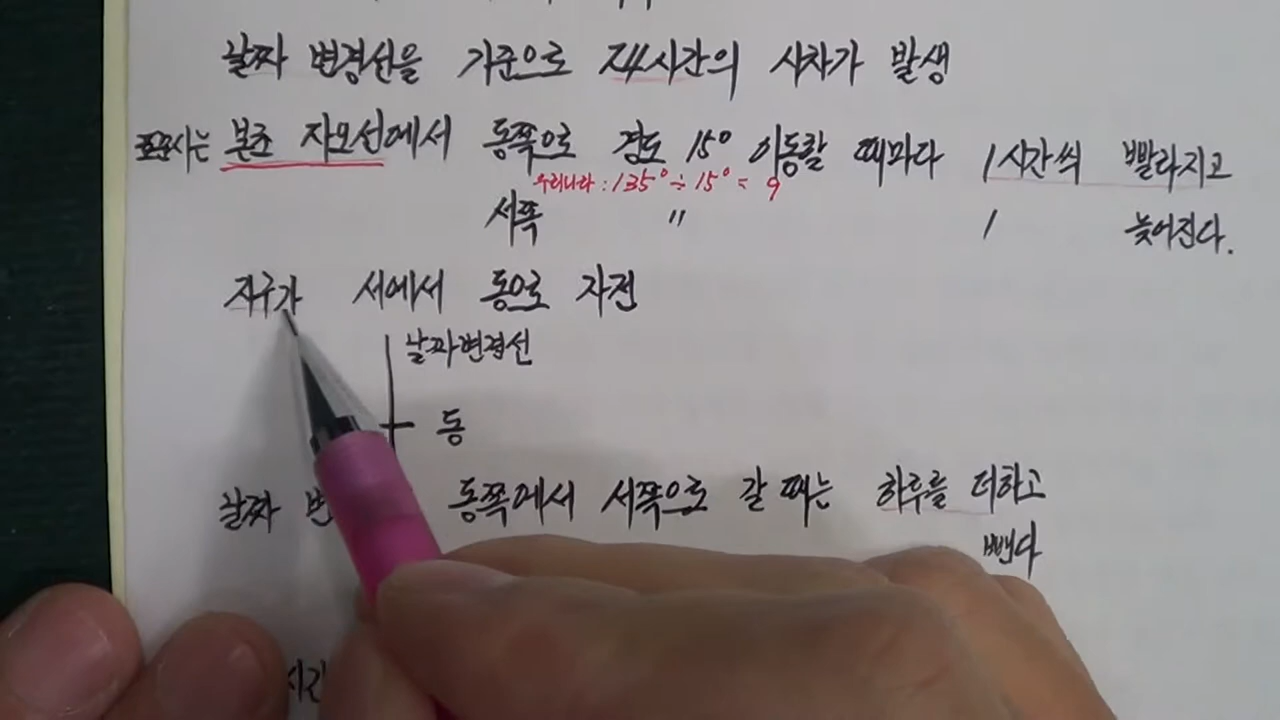 날짜 변경선을 기준으로 24시간의 시차가 발생
표준시는 본초 자오선에서 동쪽으로 경도 15° 이동할 때마다 1시간씩 빨라지고
우리나라 : 135° ÷ 15° = 9
서쪽 〃 1 늦어진다.
지구가 서에서 동으로 자전
날짜변경선
동
날짜 변 동쪽에서 서쪽으로 갈 때는 하루를 더하고
뺀다
시간